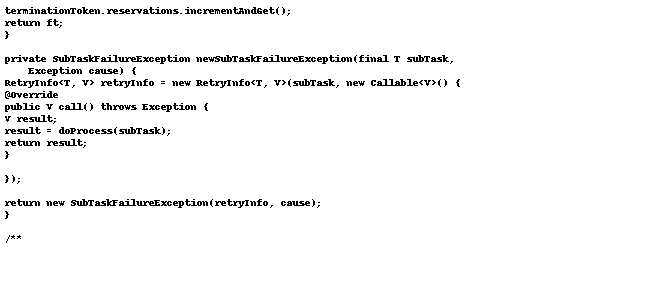 terminationToken.reservations.incrementAndGet();
return ft;
}
private SubTaskFailureException newSubTaskFailureException(final T subTask,
Exception cause) {
RetryInfo<T, V> retryInfo = new RetryInfo<T, V>(subTask, new Callable<V>() {
@Override
public V call() throws Exception {
V result;
result = doProcess(subTask);
return result;
}
});
return new SubTaskFailureException(retryInfo, cause);
}
/**